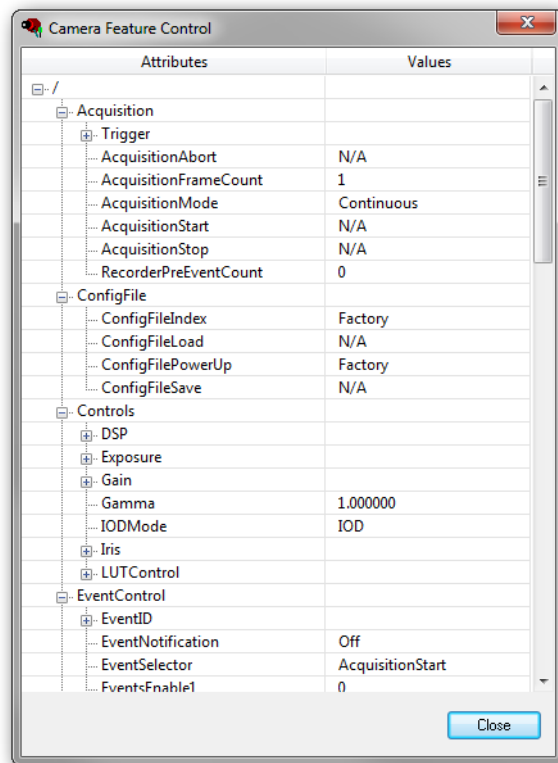 Camera Feature Control
Attributes Values
/
Acquisition
Trigger
AcquisitionAbort N/A
AcquisitionFrameCount 1
AcquisitionMode Continuous
AcquisitionStart N/A
AcquisitionStop N/A
RecorderPreEventCount 0
ConfigFile
ConfigFileIndex Factory
ConfigFileLoad N/A
ConfigFilePowerUp Factory
ConfigFileSave N/A
Controls
DSP
Exposure
Gain
Gamma 1.000000
IODMode IOD
Iris
LUTControl
EventControl
EventID
EventNotification Off
EventSelector AcquisitionStart
EventsEnable1 0
Close